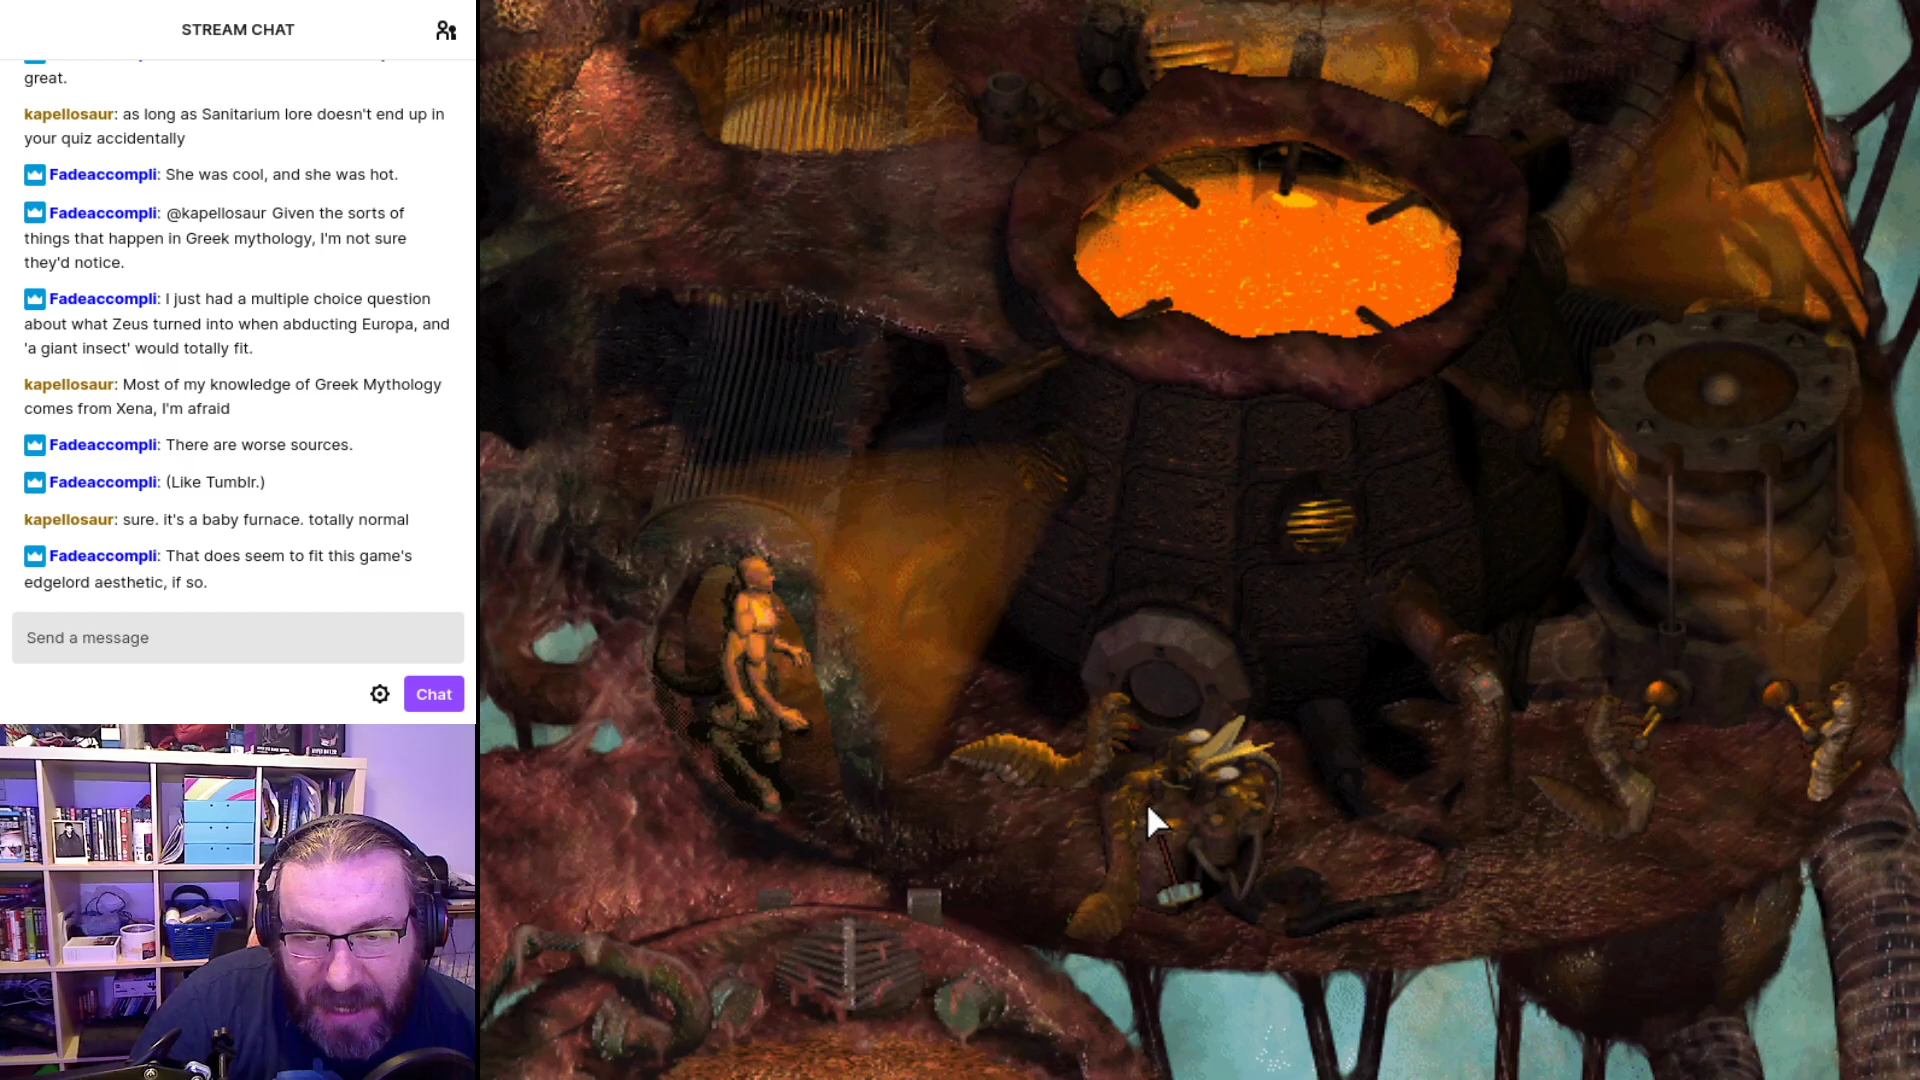 STREAM CHAT
great.
kapellosaur: as long as Sanitarium lore doesn't end up in
your quiz accidentally
Fadeaccompli: She was cool, and she was hot.
Fadeaccompli: @kapellosaur Given the sorts of
things that happen in Greek mythology, I'm not sure
they'd notice.
Fadeaccompli: I just had a multiple choice question
about what Zeus turned into when abducting Europa, and
'a giant insect' would totally fit.
kapellosaur: Most of my knowledge of Greek Mythology
comes from Xena, I'm afraid
Fadeaccompli: There are worse sources.
Fadeaccompli: (Like Tumblr.)
kapellosaur: sure. it's a baby furnace. totally normal
Fadeaccompli: That does seem to fit this game's
edgelord aesthetic, if so.
Send a message
Chat